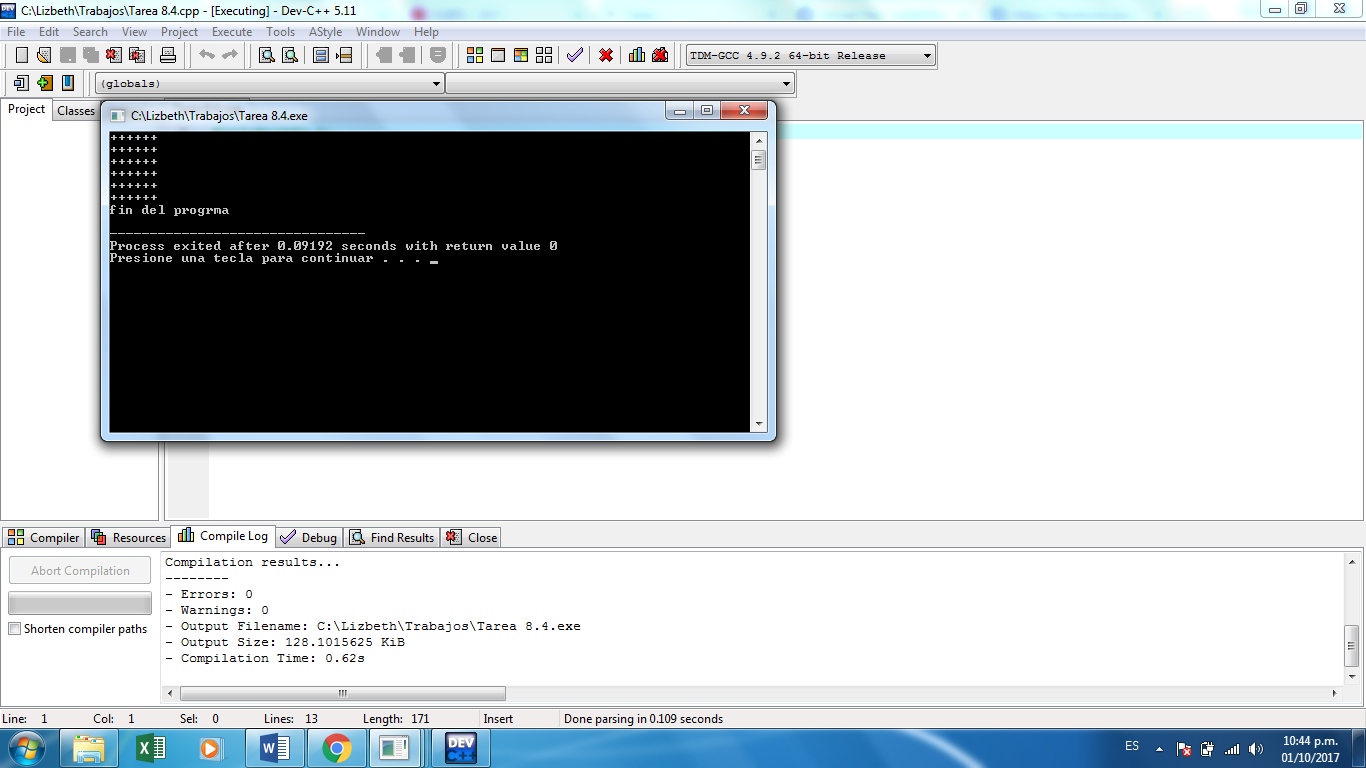 C:\Lizbeth\Trabajos\Tarea 8.4.cpp - [Executing] - Dev-C++ 5.11
File Edit Search View Project Execute Tools AStyle Window Help
TDM-GCC 4.9.2 64-bit Release
(globals)
Project Classes
C:\Lizbeth\Trabajos\Tarea 8.4.exe
++++++
++++++
++++++
++++++
++++++
++++++
fin del progrma
--------------------------------
Process exited after 0.09192 seconds with return value 0
Presione una tecla para continuar . . . _
Compiler Resources Compile Log Debug Find Results Close
Abort Compilation
Shorten compiler paths
Compilation results...
--------
- Errors: 0
- Warnings: 0
- Output Filename: C:\Lizbeth\Trabajos\Tarea 8.4.exe
- Output Size: 128.1015625 KiB
- Compilation Time: 0.62s
Line: 1 Col: 1 Sel: 0 Lines: 13 Length: 171 Insert Done parsing in 0.109 seconds
DEV C++
ES
10:44 p.m.
01/10/2017